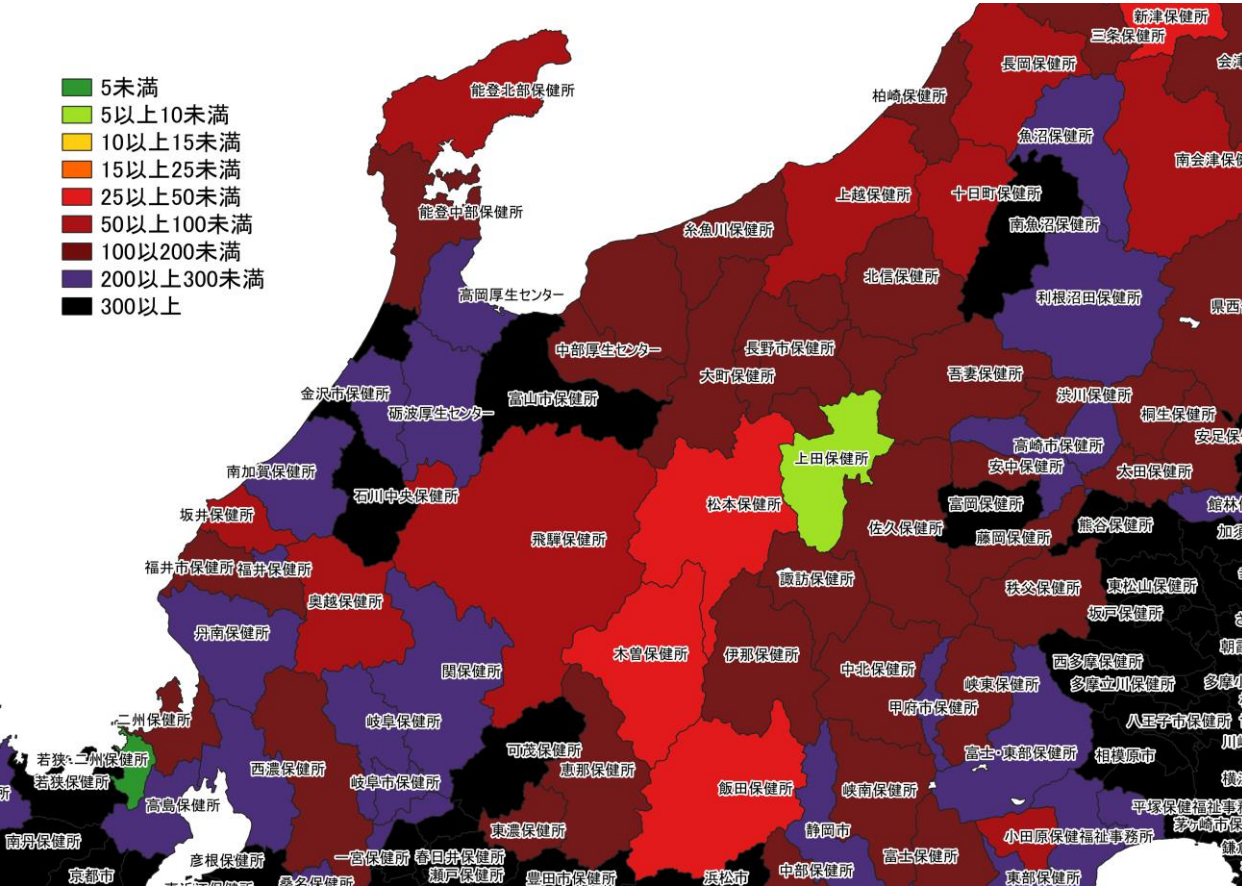 5未満
5以上10未満
10以上15未満
15以上25未満
25以上50未満
50以上100未満
100以200未満
200以上300未満
300以上
新津保健所
三条保健所
長岡保健所
能登北部保健所
柏崎保健所
魚沼保健所
上越保健所
十日町保健所
能登中部保健所
糸魚川保健所
南魚沼保健所
北信保健所
高岡厚生センター
利根沼田保健所
中部厚生センター
長野市保健所
大町保健所
吾妻保健所
金沢市保健所
富山市保健所
渋川保健所
砺波厚生センター
桐生保健所
高崎市保健所
南加賀保健所
上田保健所
安中保健所
太田保健所
石川中央保健所
松本保健所
富岡保健所
坂井保健所
佐久保健所
熊谷保健所
飛騨保健所
藤岡保健所
福井市保健所
福井保健所
諏訪保健所
秩父保健所
東松山保健所
奥越保健所
坂戸保健所
丹南保健所
木曽保健所
伊那保健所
西多摩保健所
関保健所
中北保健所
峡東保健所
多摩立川保健所
甲府市保健所
二州保健所
岐阜保健所
八王子市保健所
可茂保健所
富士・東部保健所
相模原市
若狭・二州保健所
西濃保健所
恵那保健所
若狭保健所
岐阜市保健所
飯田保健所
峡南保健所
高島保健所
東濃保健所
静岡市
小田原保健福祉事務所
南丹保健所
一宮保健所
春日井保健所
富士保健所
彦根保健所
瀬戸保健所
中部保健所
京都市
豊田市保健所
浜松市
東部保健所
桑名保健所